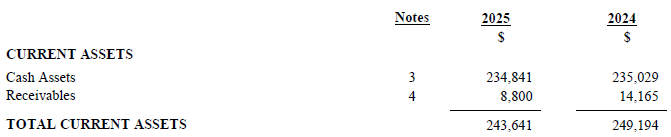 Notes 2025 2024
$ $
CURRENT ASSETS
Cash Assets 3 234,841 235,029
Receivables 4 8,800 14,165
TOTAL CURRENT ASSETS 243,641 249,194